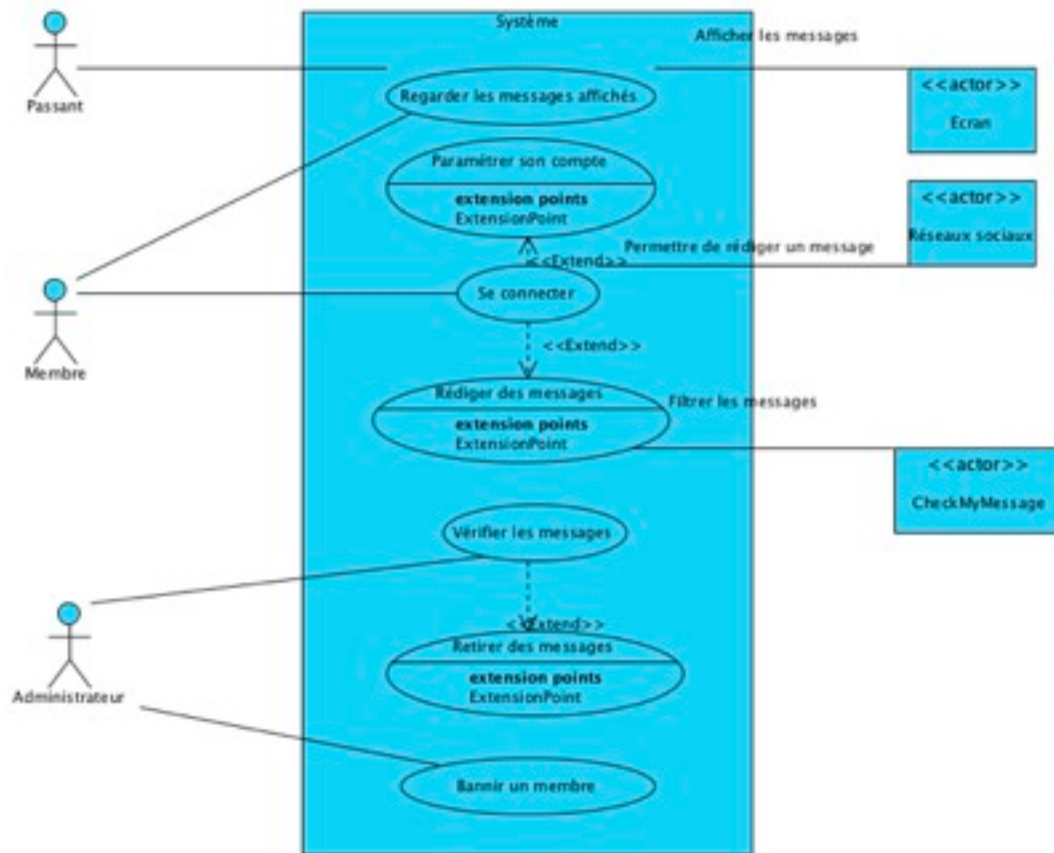 Système
Afficher les messages
Passant
Regarder les messages affichés
<<actor>>
Ecran
Paramétrer son compte
extension points
ExtensionPoint
<<actor>>
Réseaux sociaux
Permettre de rédiger un message
<<Extend>>
Se connecter
Membre
<<Extend>>
Rédiger des messages
extension points
ExtensionPoint
Filtrer les messages
<<actor>>
CheckMyMessage
Vérifier les messages
<<Extend>>
Retirer des messages
extension points
ExtensionPoint
Administrateur
Bannir un membre